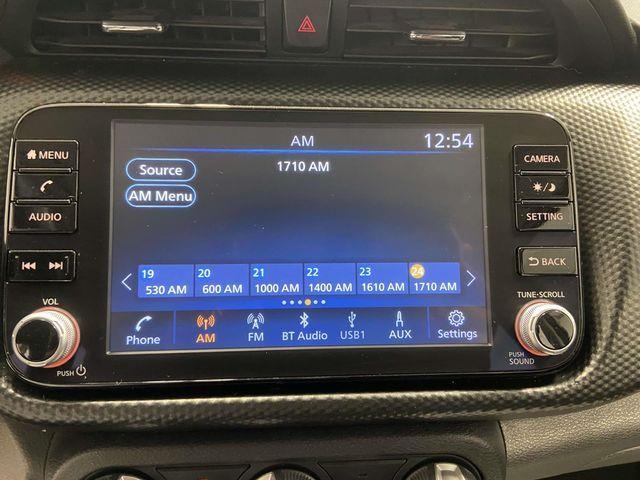 AM 12:54
MENU
AUDIO
VOL
PUSH
Source
1710 AM
AM Menu
19 20 21 22 23 24
530 AM 600 AM 1000 AM 1400 AM 1610 AM 1710 AM
Phone AM FM BT Audio USB1 AUX Settings
CAMERA
SETTING
BACK
TUNE·SCROLL
PUSH
SOUND